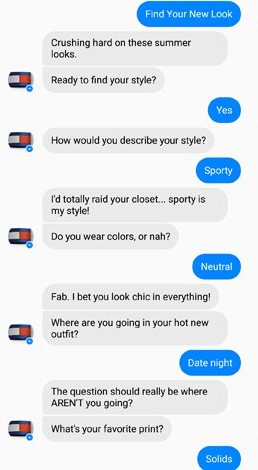 Find Your New Look
Crushing hard on these summer
looks.
Ready to find your style?
Yes
How would you describe your style?
Sporty
I'd totally raid your closet... sporty is
my style!
Do you wear colors, or nah?
Neutral
Fab. I bet you look chic in everything!
Where are you going in your hot new
outfit?
Date night
The question should really be where
AREN'T you going?
What's your favorite print?
Solids